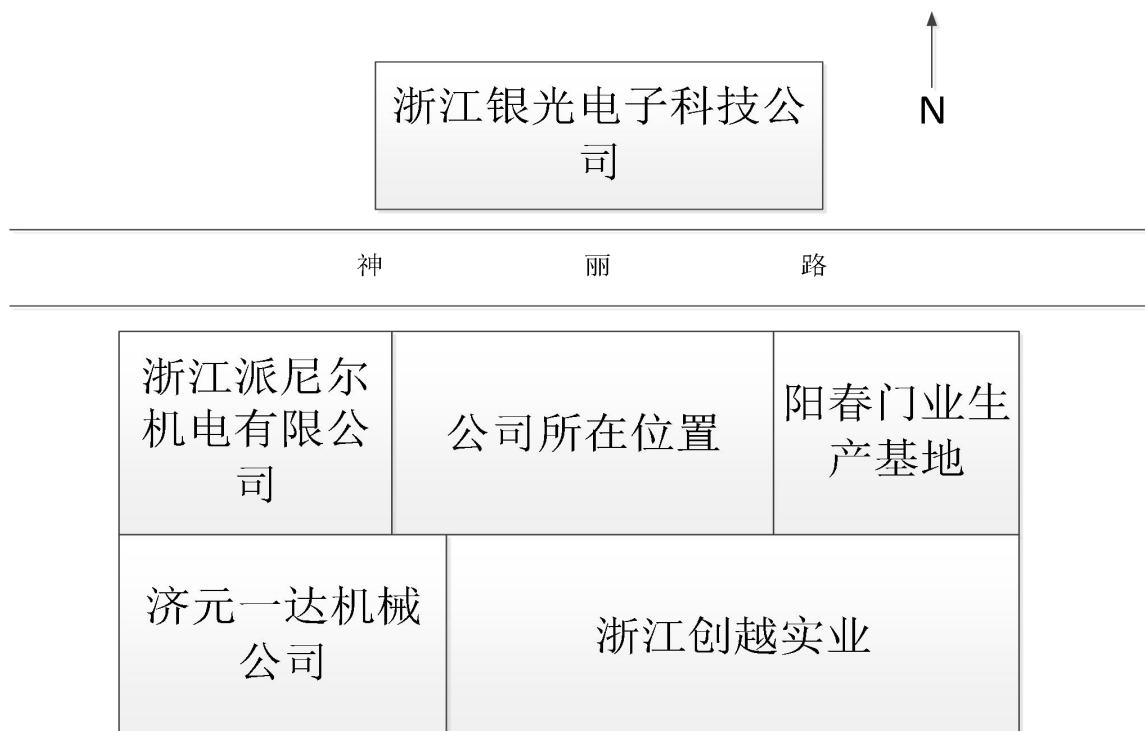 浙江银光电子科技公
司
N
神 丽 路
浙江派尼尔
机电有限公
司
公司所在位置
阳春门业生
产基地
济元一达机械
公司
浙江创越实业